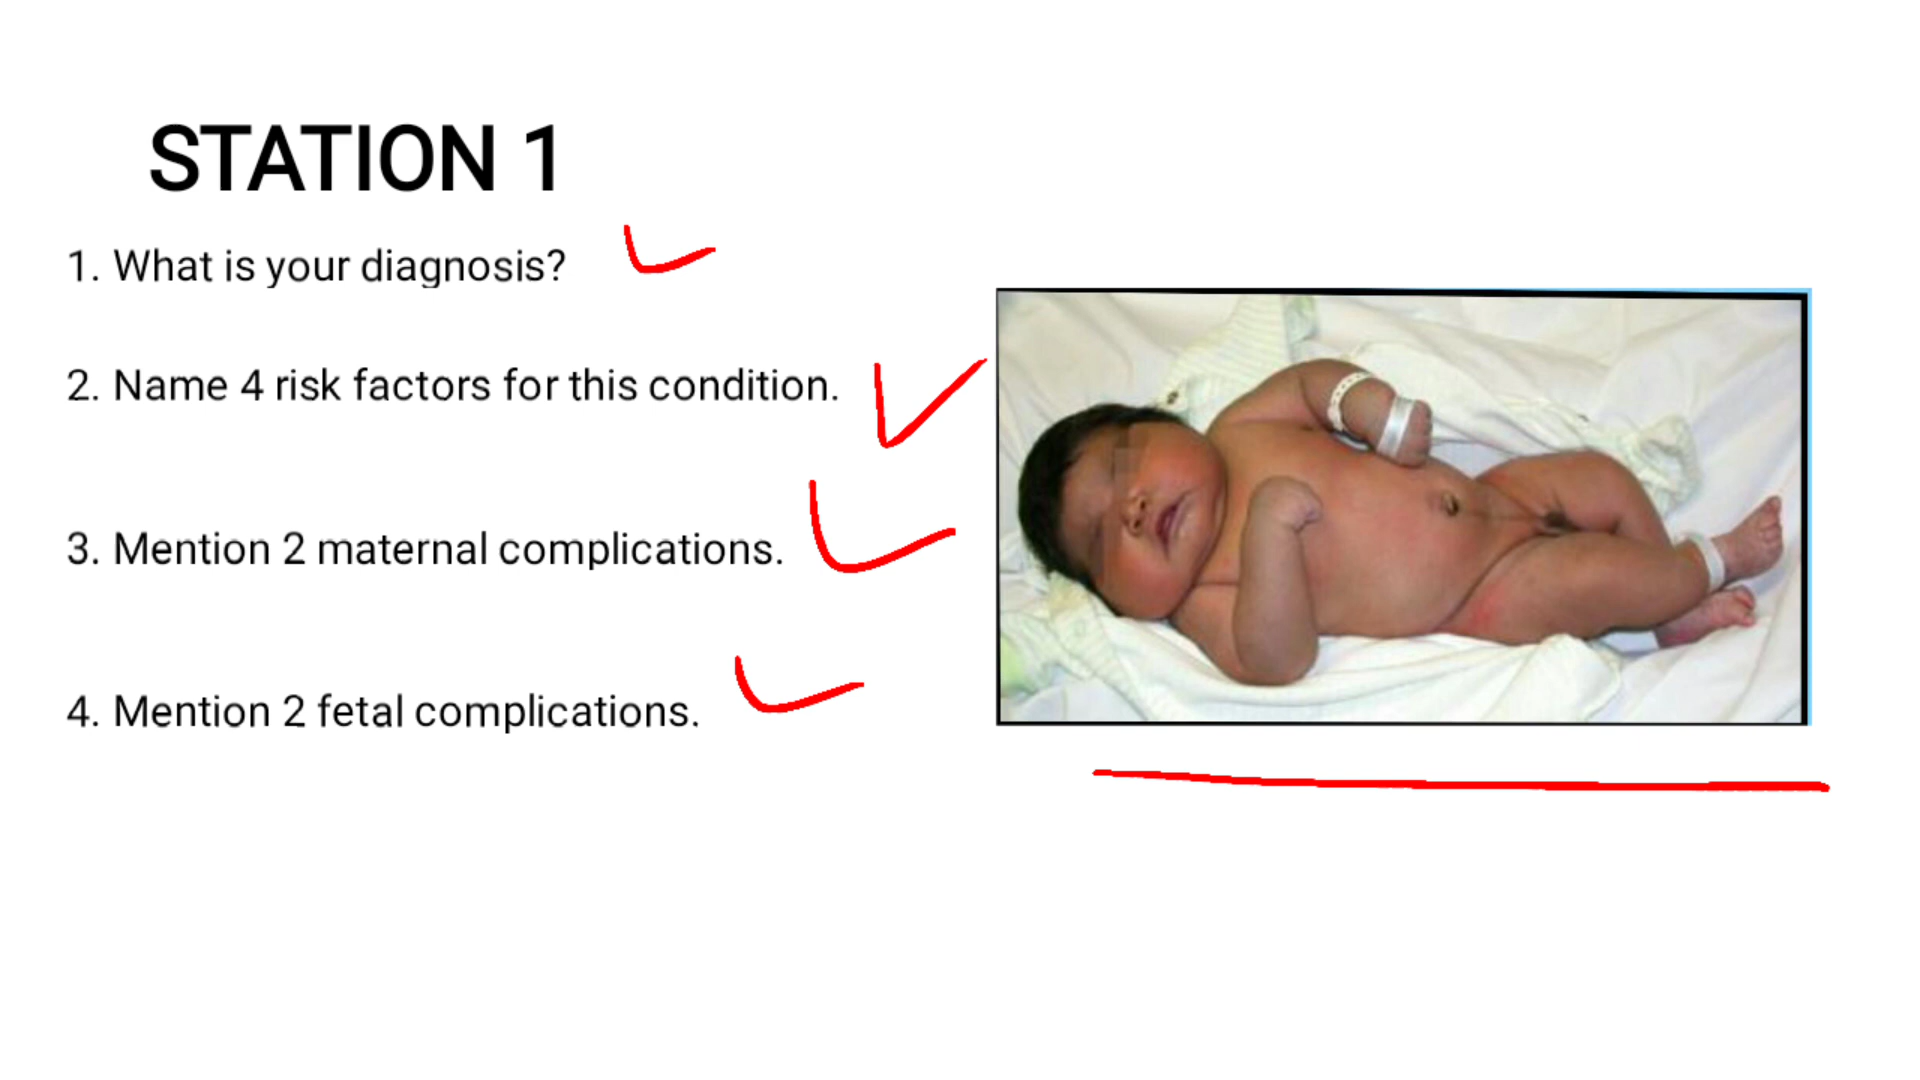 STATION 1
1. What is your diagnosis?
2. Name 4 risk factors for this condition.
3. Mention 2 maternal complications.
4. Mention 2 fetal complications.